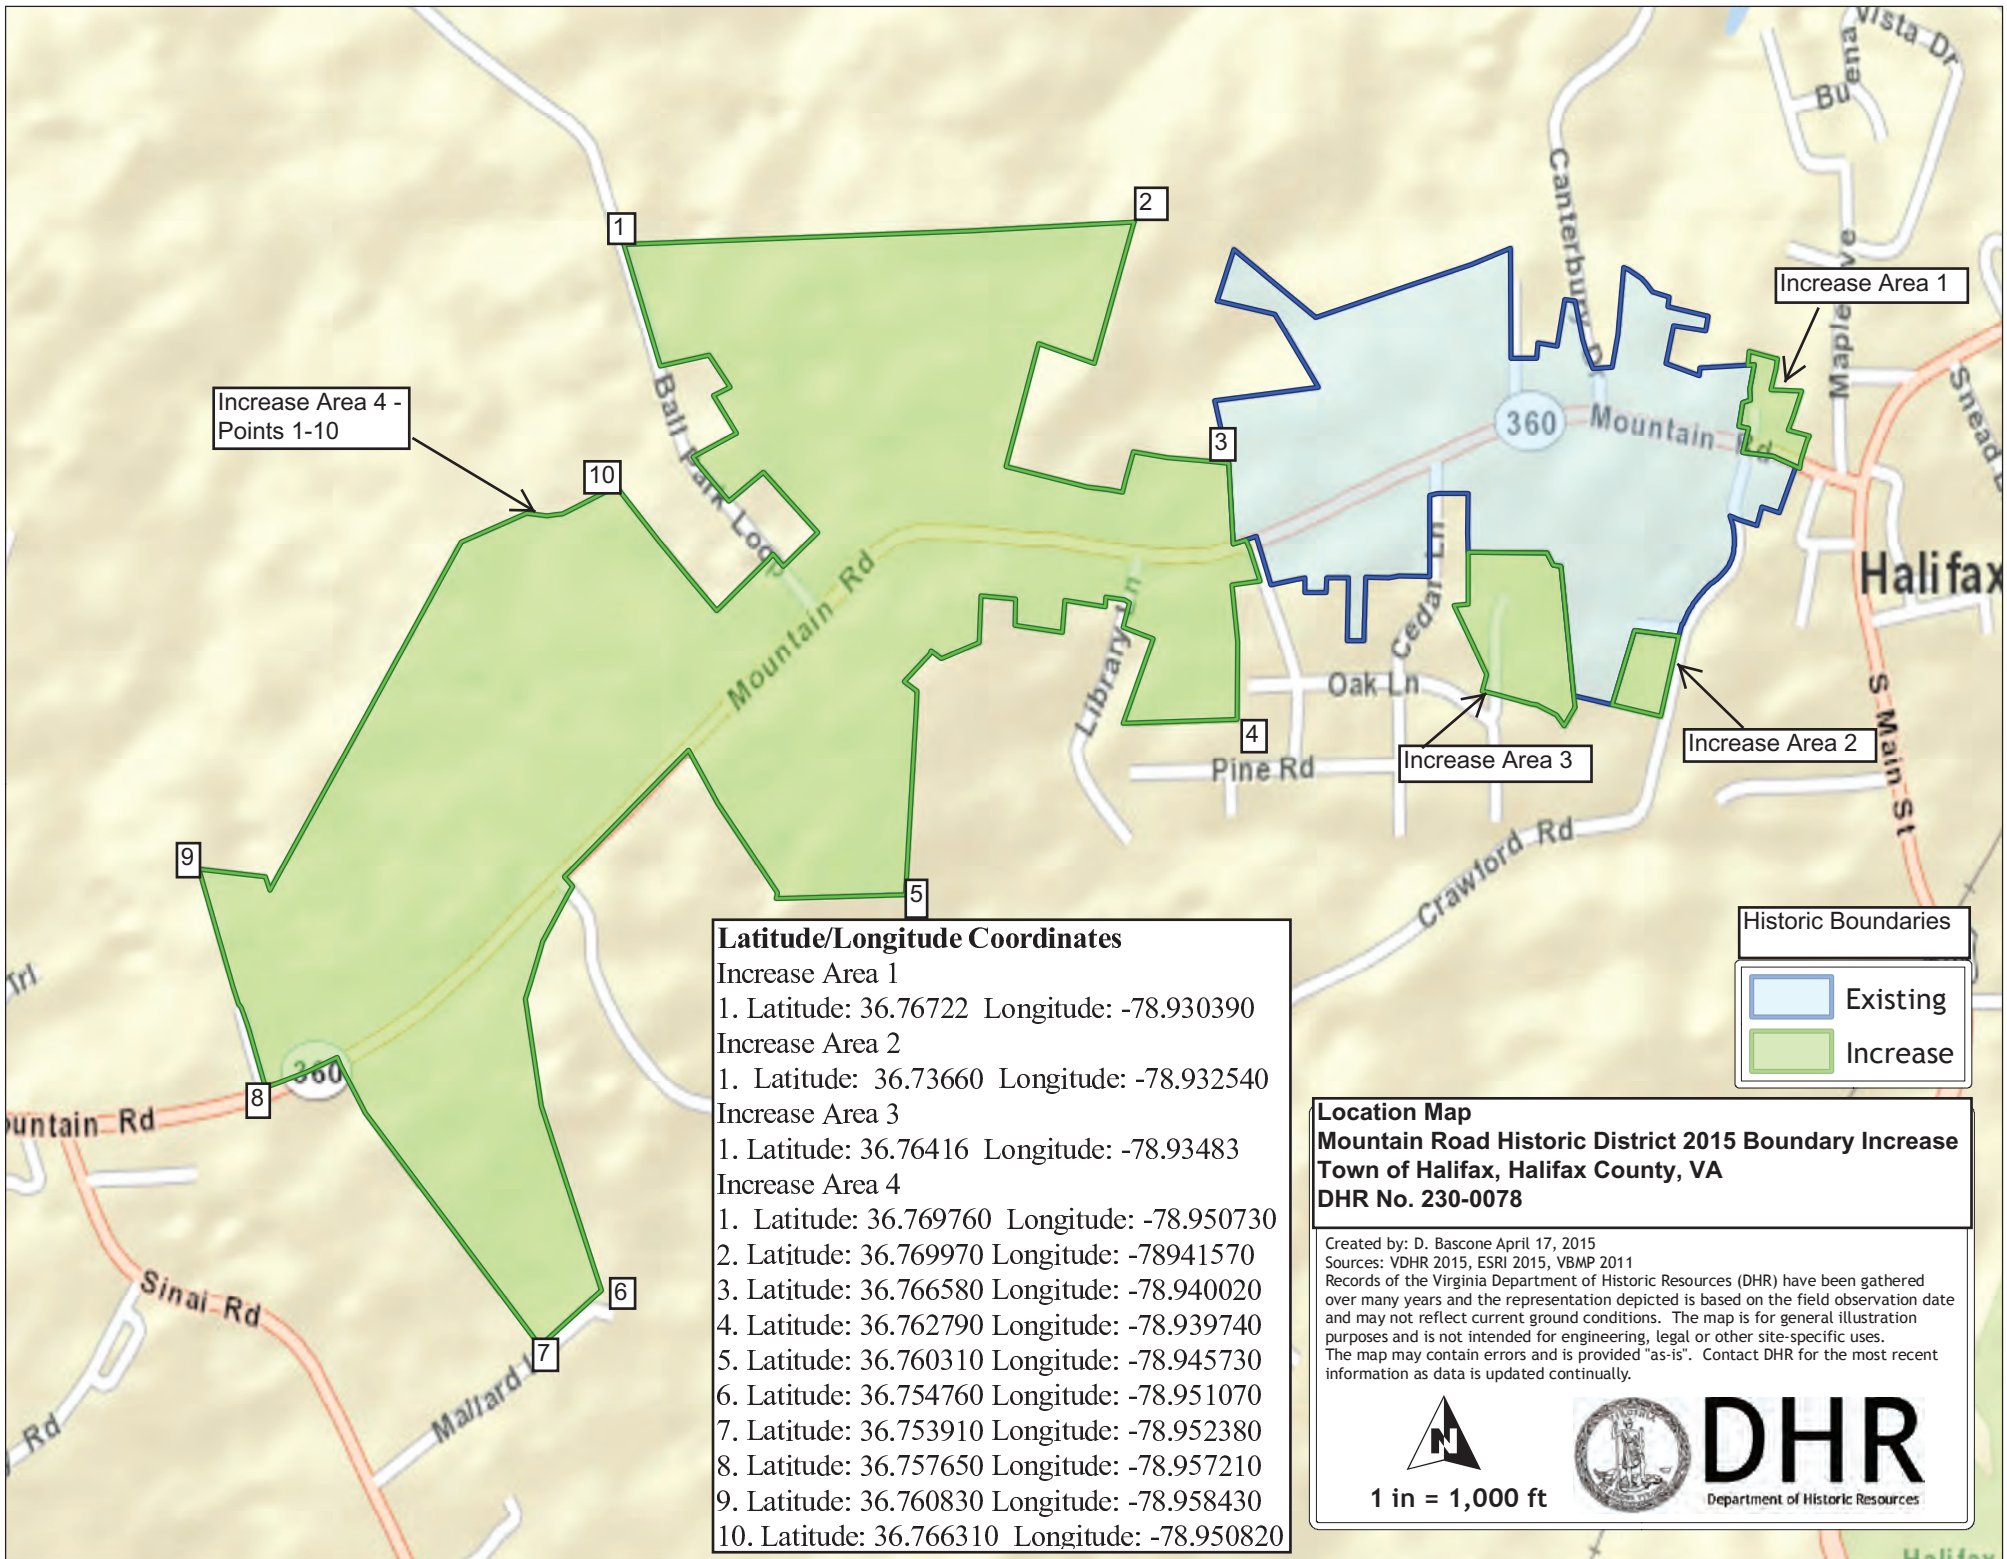 Vista Dr
Buena
Canterbury Dr
Maple Ve
Snead D
1
2
Increase Area 1
Increase Area 4 -
Points 1-10
Ball Park Loop
3
360
Mountain Rd
10
Halifax
Mountain Rd
Library Ln
Cedar Ln
Oak Ln
4
Pine Rd
Increase Area 3
Increase Area 2
S Main St
Crawford Rd
9
5
Trl
8
360
ountain Rd
Sinai Rd
6
7
Mallard L
Rd
Latitude/Longitude Coordinates
Increase Area 1
1. Latitude: 36.76722 Longitude: -78.930390
Increase Area 2
1. Latitude: 36.73660 Longitude: -78.932540
Increase Area 3
1. Latitude: 36.76416 Longitude: -78.93483
Increase Area 4
1. Latitude: 36.769760 Longitude: -78.950730
2. Latitude: 36.769970 Longitude: -78941570
3. Latitude: 36.766580 Longitude: -78.940020
4. Latitude: 36.762790 Longitude: -78.939740
5. Latitude: 36.760310 Longitude: -78.945730
6. Latitude: 36.754760 Longitude: -78.951070
7. Latitude: 36.753910 Longitude: -78.952380
8. Latitude: 36.757650 Longitude: -78.957210
9. Latitude: 36.760830 Longitude: -78.958430
10. Latitude: 36.766310 Longitude: -78.950820
Historic Boundaries
Existing
Increase
Location Map
Mountain Road Historic District 2015 Boundary Increase
Town of Halifax, Halifax County, VA
DHR No. 230-0078
Created by: D. Bascone April 17, 2015
Sources: VDHR 2015, ESRI 2015, VBMP 2011
Records of the Virginia Department of Historic Resources (DHR) have been gathered
over many years and the representation depicted is based on the field observation date
and may not reflect current ground conditions. The map is for general illustration
purposes and is not intended for engineering, legal or other site-specific uses.
The map may contain errors and is provided "as-is". Contact DHR for the most recent
information as data is updated continually.
N
1 in = 1,000 ft
DHR
Department of Historic Resources
Halifax